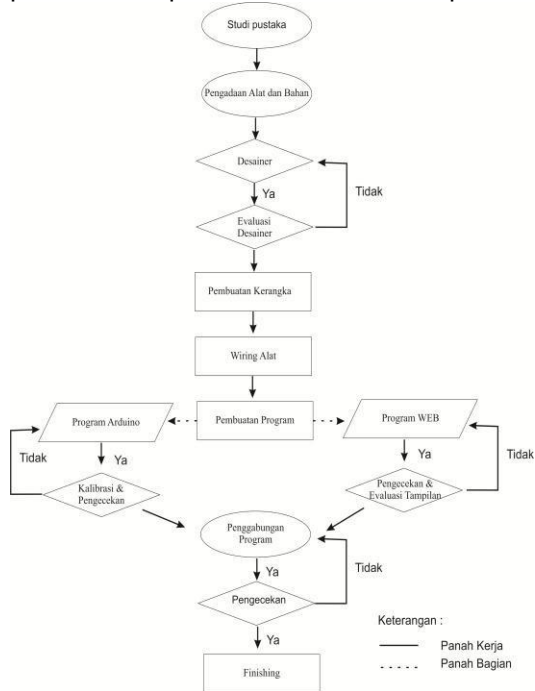 Studi pustaka
Pengadaan Alat dan Bahan
Desainer
Ya
Tidak
Evaluasi
Desainer
Pembuatan Kerangka
Wiring Alat
Program Arduino
Pembuatan Program
Program WEB
Tidak
Ya
Ya
Tidak
Kalibrasi &
Pengecekan
Pengecekan &
Evaluasi Tampilan
Penggabungan
Program
Ya
Tidak
Pengecekan
Ya
Finishing
Keterangan :
Panah Kerja
Panah Bagian